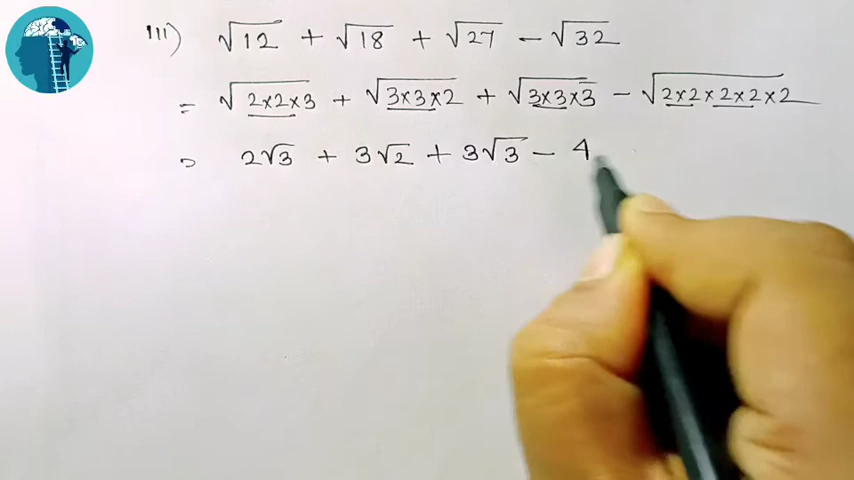 III) √12 + √18 + √27 - √32
= √2×2×3 + √3×3×2 + √3×3×3 - √2×2×2×2×2
= 2√3 + 3√2 + 3√3 - 4